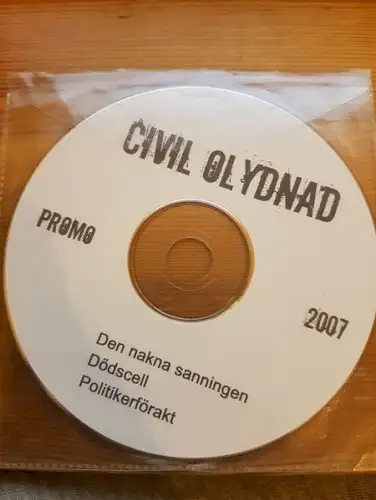 CIVIL OLYDNAD
PROMO
2007
Den nakna sanningen
Dödscell
Politikerförakt